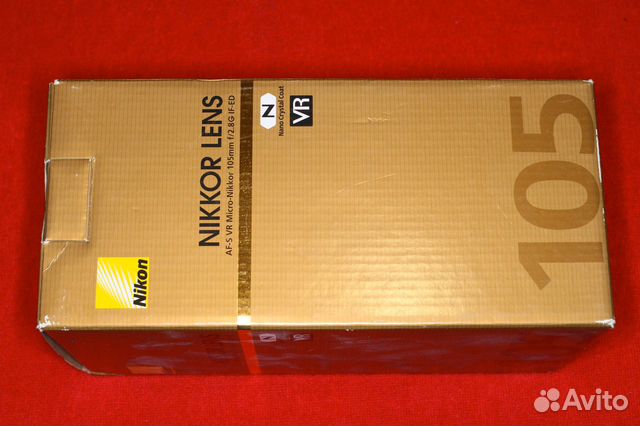 NIKKOR LENS
AF-S VR Micro-Nikkor 105mm f/2.8G IF-ED
N
Nano Crystal Coat
VR
105
Nikon
Avito